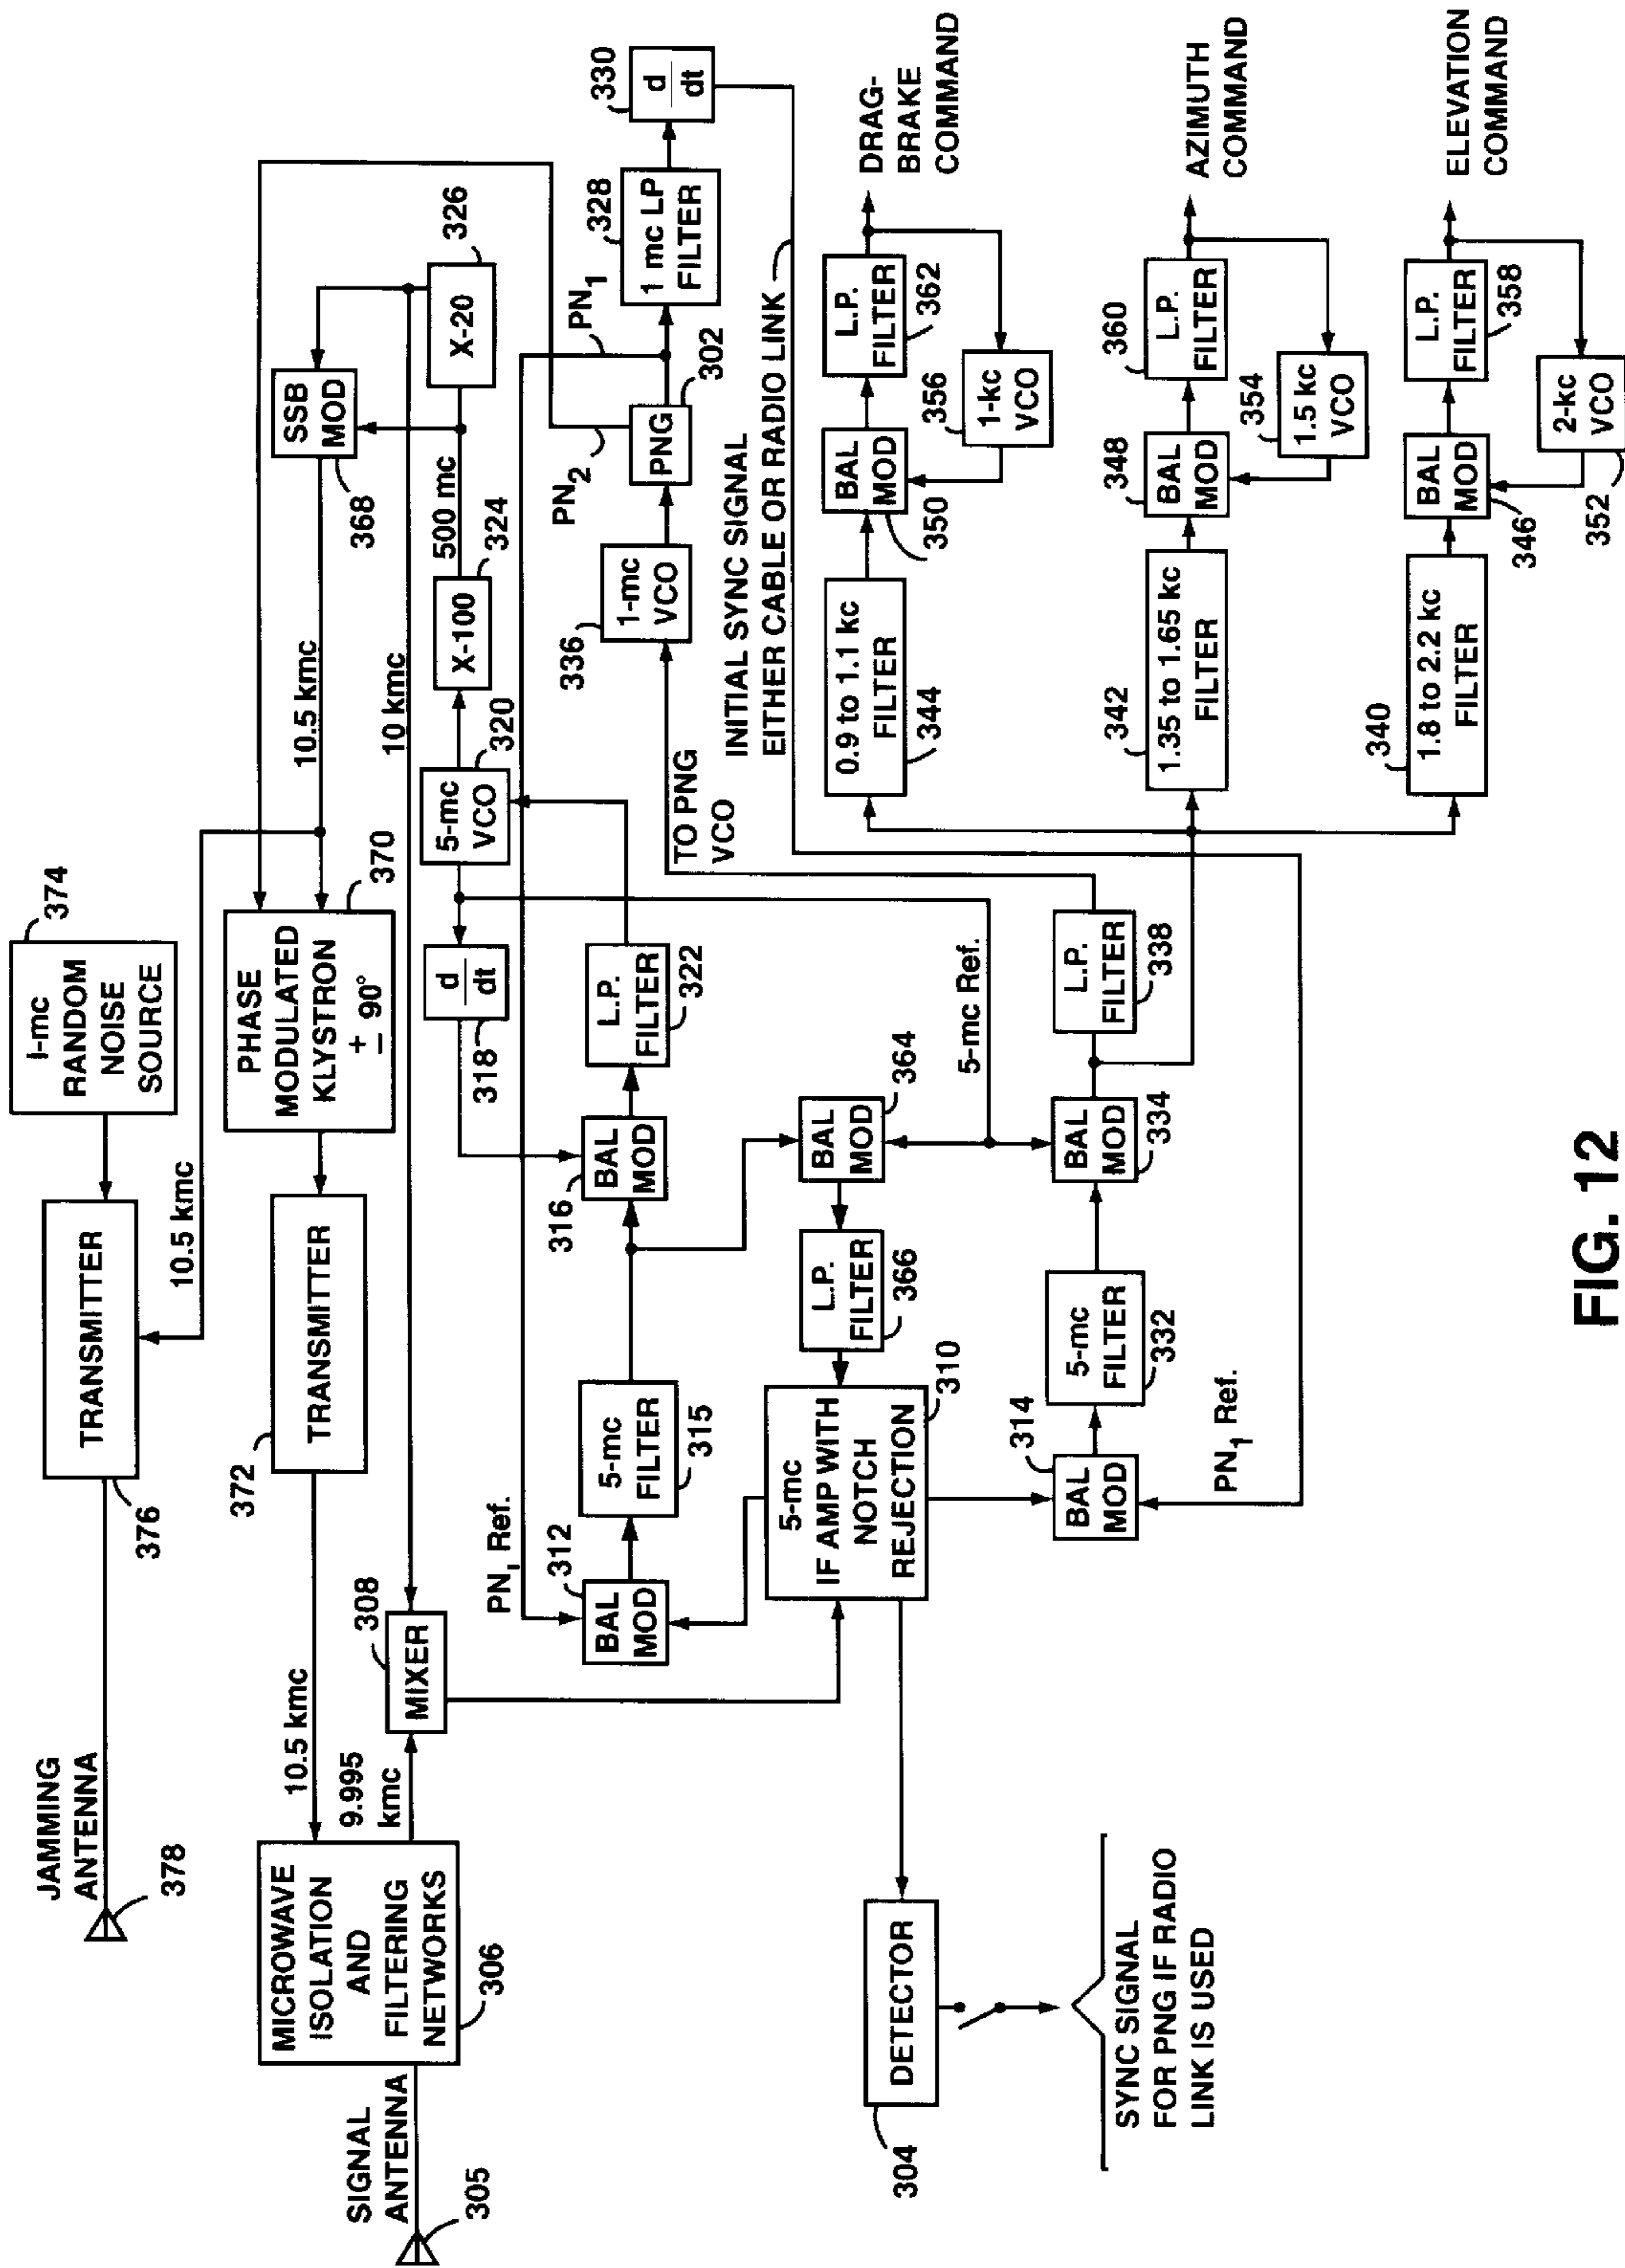 JAMMING
ANTENNA
378
TRANSMITTER
376
I-mc
RANDOM
NOISE
SOURCE
374
10.5 kmc
SIGNAL
ANTENNA
305
MICROWAVE
ISOLATION
AND
FILTERING
NETWORKS
306
10.5 kmc
9.995
kmc
372
TRANSMITTER
PHASE
MODULATED
KLYSTRON
+
– 90°
370
308
MIXER
10.5 kmc
10 kmc
SSB
MOD
368
500 mc
X-100
324
X-20
326
5-mc
VCO
320
d
dt
318
PN₁ Ref.
312
BAL
MOD
5-mc
FILTER
315
316
BAL
MOD
L.P.
FILTER
322
TO PNG
VCO
336
1-mc
VCO
PN₂
PNG
302
PN₁
328
1 mc LP
FILTER
330
d
dt
INITIAL SYNC SIGNAL
EITHER CABLE OR RADIO LINK
5-mc
IF AMP WITH
NOTCH
REJECTION
310
L.P.
FILTER
366
BAL
MOD
364
5-mc Ref.
304
DETECTOR
SYNC SIGNAL
FOR PNG IF RADIO
LINK IS USED
314
BAL
MOD
PN₁ Ref.
5-mc
FILTER
332
BAL
MOD
334
L.P.
FILTER
338
0.9 to 1.1 kc
FILTER
344
BAL
MOD
350
L.P.
FILTER
362
356
1-kc
VCO
DRAG-
BRAKE
COMMAND
342
1.35 to 1.65 kc
FILTER
348
BAL
MOD
360
L.P.
FILTER
354
1.5 kc
VCO
AZIMUTH
COMMAND
340
1.8 to 2.2 kc
FILTER
BAL
MOD
346
L.P.
FILTER
358
2-kc
VCO
352
ELEVATION
COMMAND
FIG. 12